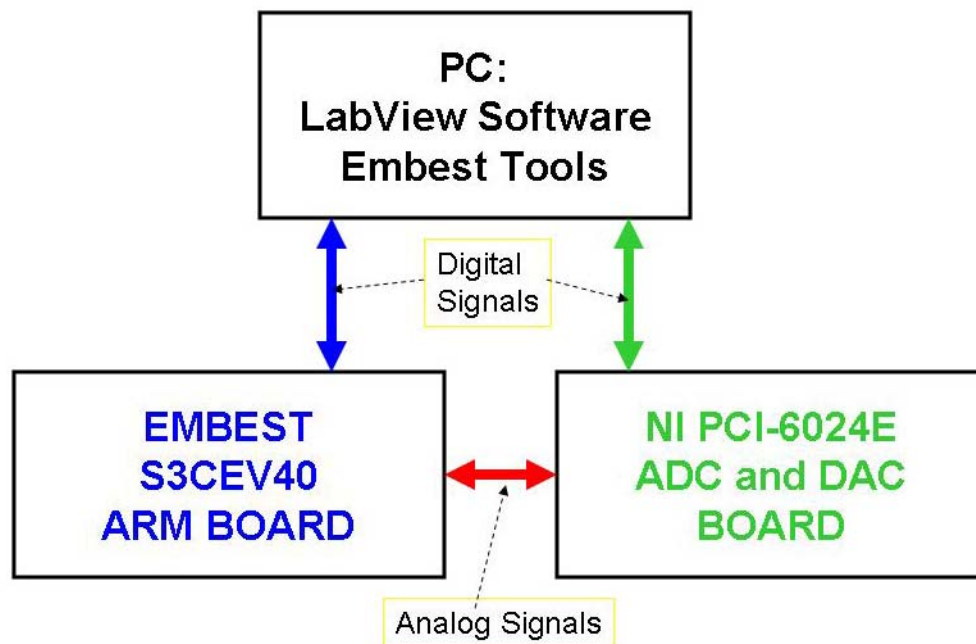 PC:
LabView Software
Embest Tools
Digital
Signals
EMBEST
S3CEV40
ARM BOARD
NI PCI-6024E
ADC and DAC
BOARD
Analog Signals